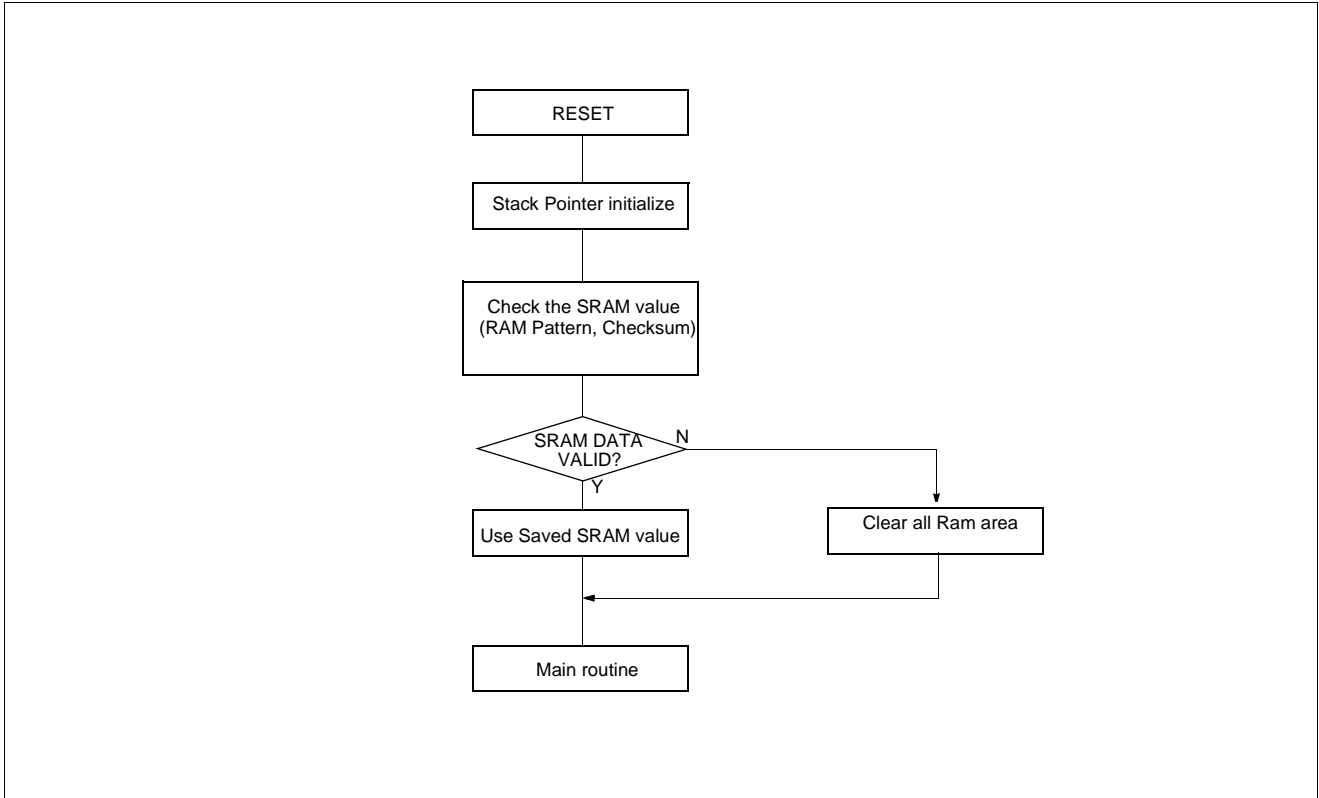 RESET
Stack Pointer initialize
Check the SRAM value
(RAM Pattern, Checksum)
SRAM DATA
VALID?
N
Y
Use Saved SRAM value
Clear all Ram area
Main routine